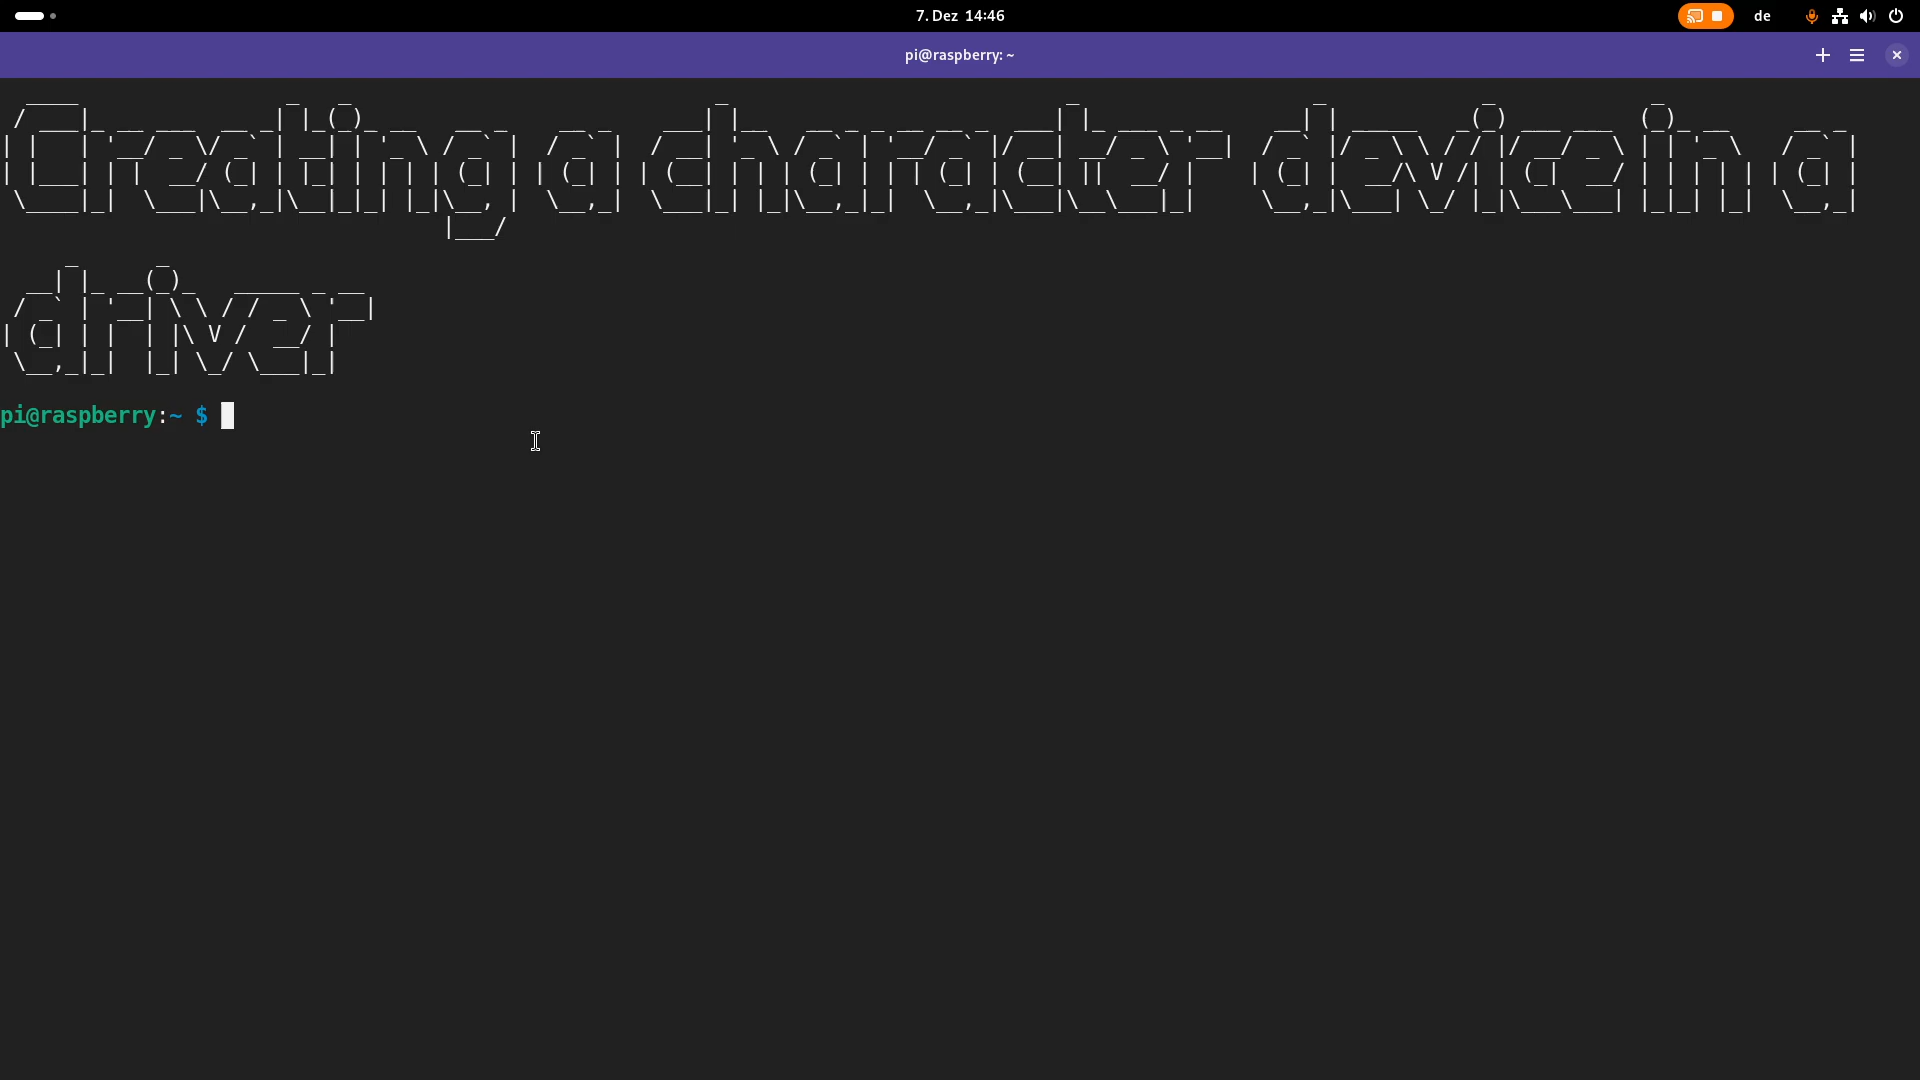 7. Dez 14:46
de
pi@raspberry: ~
Creating a character device in a
driver
pi@raspberry:~ $